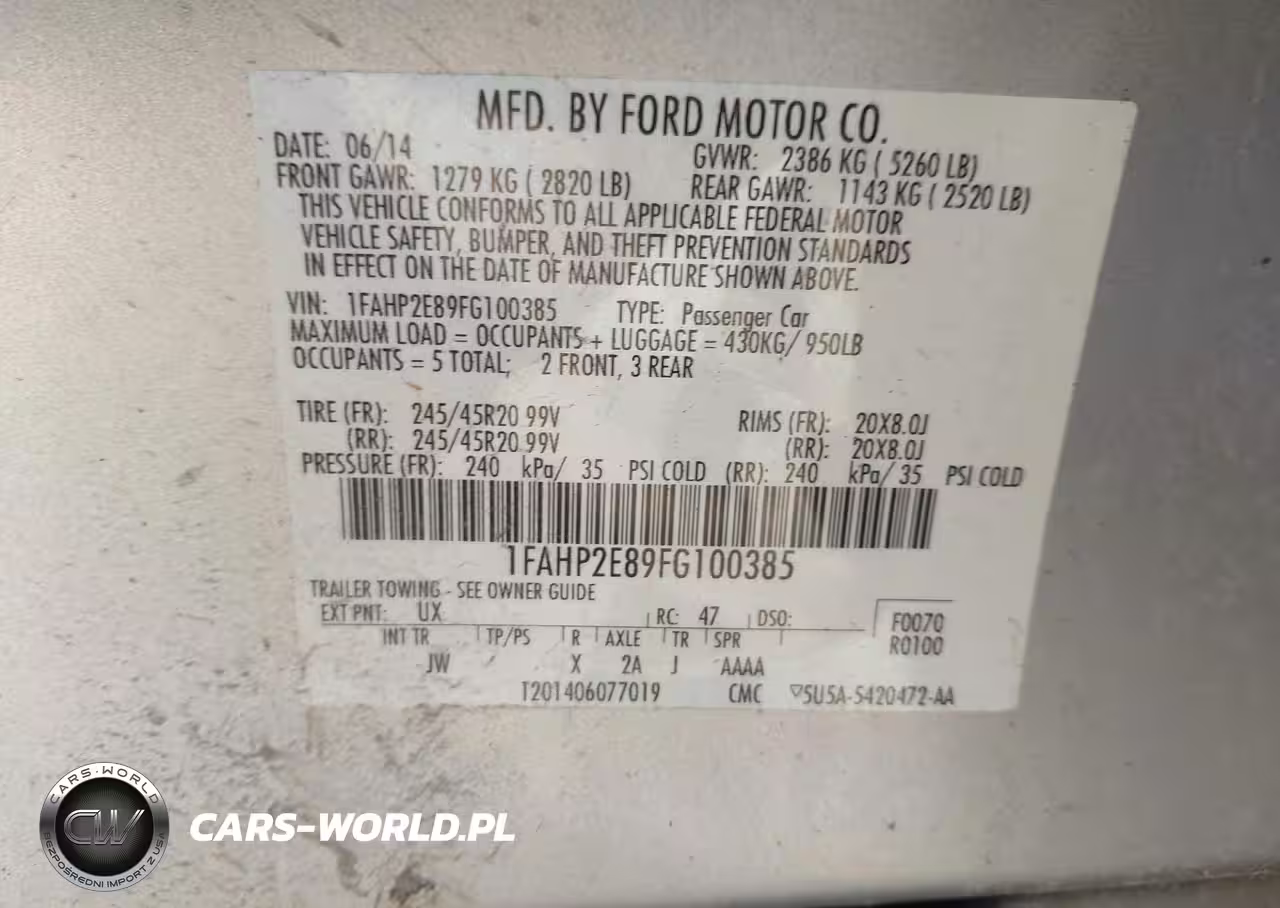 MFD. BY FORD MOTOR CO.
DATE: 06/14
GVWR: 2386 KG ( 5260 LB)
FRONT GAWR: 1279 KG ( 2820 LB)
REAR GAWR: 1143 KG ( 2520 LB)
THIS VEHICLE CONFORMS TO ALL APPLICABLE FEDERAL MOTOR
VEHICLE SAFETY, BUMPER, AND THEFT PREVENTION STANDARDS
IN EFFECT ON THE DATE OF MANUFACTURE SHOWN ABOVE.
VIN: 1FAHP2E89FG100385 TYPE: Passenger Car
MAXIMUM LOAD = OCCUPANTS + LUGGAGE = 430KG/ 950LB
OCCUPANTS = 5 TOTAL; 2 FRONT, 3 REAR
TIRE (FR): 245/45R20 99V RIMS (FR): 20X8.0J
(RR): 245/45R20 99V (RR): 20X8.0J
PRESSURE (FR): 240 kPa/ 35 PSI COLD (RR): 240 kPa/ 35 PSI COLD
1FAHP2E89FG100385
TRAILER TOWING - SEE OWNER GUIDE
EXT PNT: UX RC: 47 DSO: F0070
INT TR TP/PS R AXLE TR SPR R0100
JW X 2A J AAAA
T201406077019 CMC ▽5U5A-5420472-AA
CARS-WORLD
CW
BEZPOŚREDNI IMPORT Z USA
CARS-WORLD.PL